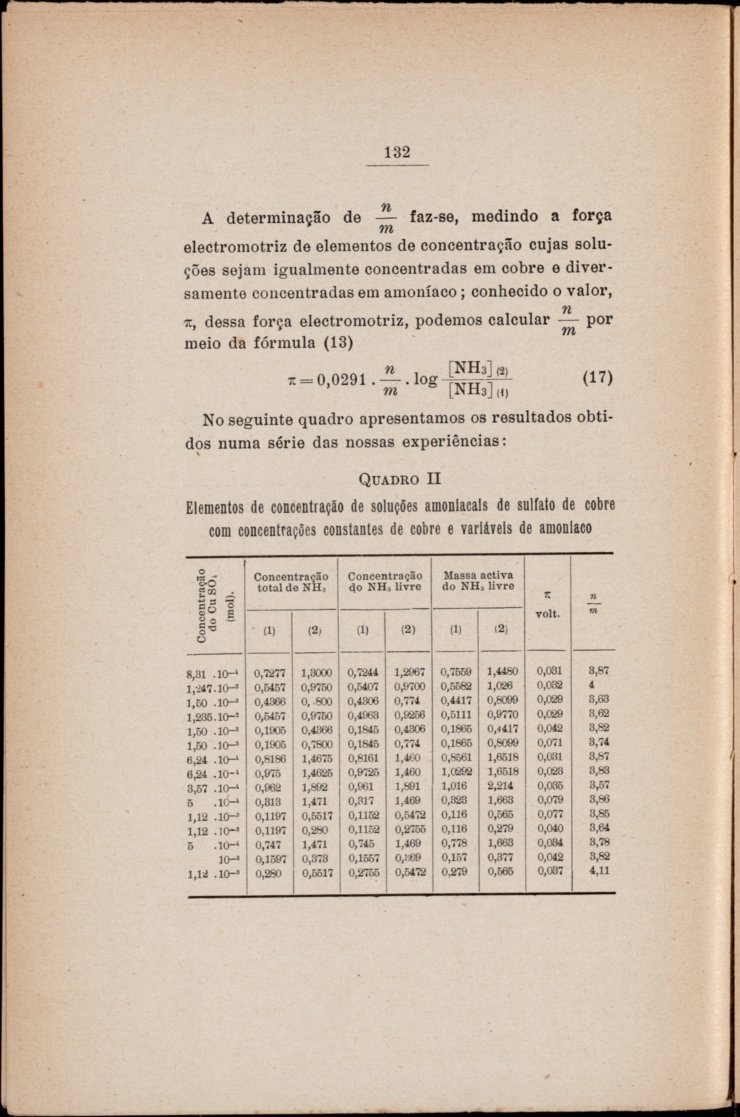 132
A determinação de n/m faz-se, medindo a força
electromotriz de elementos de concentração cujas solu-
ções sejam igualmente concentradas em cobre e diver-
samente concentradas em amoníaco; conhecido o valor,
π, dessa força electromotriz, podemos calcular n/m por
meio da fórmula (13)
π = 0,0291 . n/m . log [NH₃](2) / [NH₃](1) (17)
No seguinte quadro apresentamos os resultados obti-
dos numa série das nossas experiências:
QUADRO II
Elementos de concentração de soluções amoniacais de sulfato de cobre
com concentrações constantes de cobre e variáveis de amoniaco
Concentração do Cu SO₄ (mol). | Concentração total de NH₃ | Concentração do NH₃ livre | Massa activa do NH₃ livre | π volt. | n/m
(1) (2) (1) (2) (1) (2)
8,31 .10—⁴ 0,7277 1,3000 0,7244 1,2967 0,7559 1,4480 0,031 3,87
1,247.10— 0,5457 0,9750 0,5407 0,9700 0,5582 1,026 0,032 4
1,50 .10— 0,4366 0, 800 0,4306 0,774 0,4417 0,8099 0,029 3,63
1,235.10— 0,5457 0,9750 0,4963 0,9256 0,5111 0,9770 0,029 3,62
1,50 .10— 0,1905 0,4366 0,1845 0,4306 0,1865 0,4417 0,042 3,82
1,50 .10— 0,1905 0,7800 0,1845 0,774 0,1865 0,8099 0,071 3,74
6,24 .10—⁴ 0,8186 1,4675 0,8161 1,460 0,8561 1,6518 0,031 3,87
6,24 .10-⁴ 0,975 1,4625 0,9725 1,460 1,0292 1,6518 0,023 3,83
3,57 .10—⁴ 0,962 1,892 0,961 1,891 1,016 2,214 0,035 3,57
5 .10—⁴ 0,313 1,471 0,317 1,469 0,323 1,663 0,079 3,86
1,12 .10— 0,1197 0,5517 0,1152 0,5472 0,116 0,565 0,077 3,85
1,12 .10— 0,1197 0,280 0,1152 0,2755 0,116 0,279 0,040 3,64
5 .10—⁴ 0,747 1,471 0,745 1,469 0,778 1,663 0,034 3,78
10— 0,1597 0,373 0,1557 0,369 0,157 0,377 0,042 3,82
1,12 .10— 0,280 0,5517 0,2755 0,5472 0,279 0,565 0,037 4,11